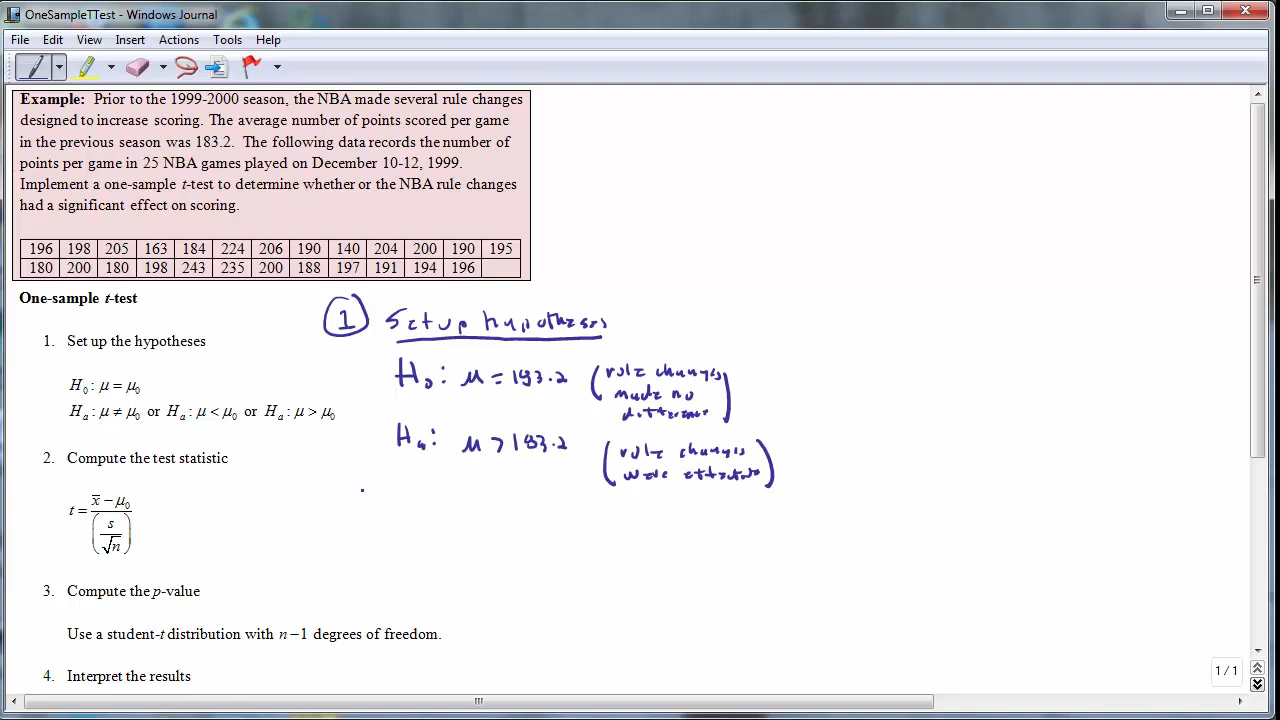 OneSampleTTest - Windows Journal
File Edit View Insert Actions Tools Help
Example: Prior to the 1999-2000 season, the NBA made several rule changes
designed to increase scoring. The average number of points scored per game
in the previous season was 183.2. The following data records the number of
points per game in 25 NBA games played on December 10-12, 1999.
Implement a one-sample t-test to determine whether or the NBA rule changes
had a significant effect on scoring.
196 198 205 163 184 224 206 190 140 204 200 190 195
180 200 180 198 243 235 200 188 197 191 194 196
One-sample t-test
1. Set up the hypotheses
H₀ : μ = μ₀
Hₐ : μ ≠ μ₀ or Hₐ : μ < μ₀ or Hₐ : μ > μ₀
2. Compute the test statistic
t = (x̄ − μ₀) / (s / √n)
3. Compute the p-value
Use a student-t distribution with n − 1 degrees of freedom.
4. Interpret the results
1 Set up hypotheses
H₀ : μ = 183.2 (rule changes
made no
difference)
Hₐ : μ > 183.2 (rule changes
were effective)
1 / 1